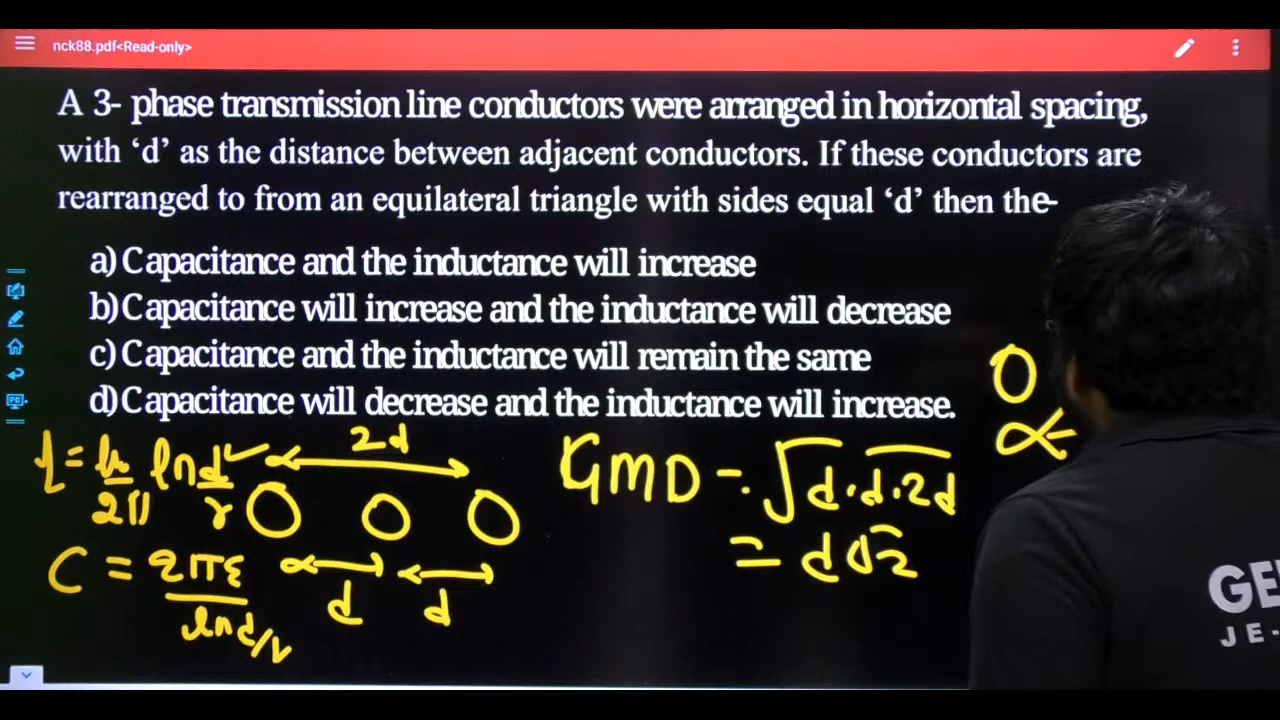 nck88.pdf<Read-only>
A 3- phase transmission line conductors were arranged in horizontal spacing,
with ‘d’ as the distance between adjacent conductors. If these conductors are
rearranged to from an equilateral triangle with sides equal ‘d’ then the-
a) Capacitance and the inductance will increase
b) Capacitance will increase and the inductance will decrease
c) Capacitance and the inductance will remain the same
d) Capacitance will decrease and the inductance will increase.
2d
ln d/r
2π
C = 2πε / ln d/r
d d
GMD = √d.d.2d
= d√2
GE
JE-